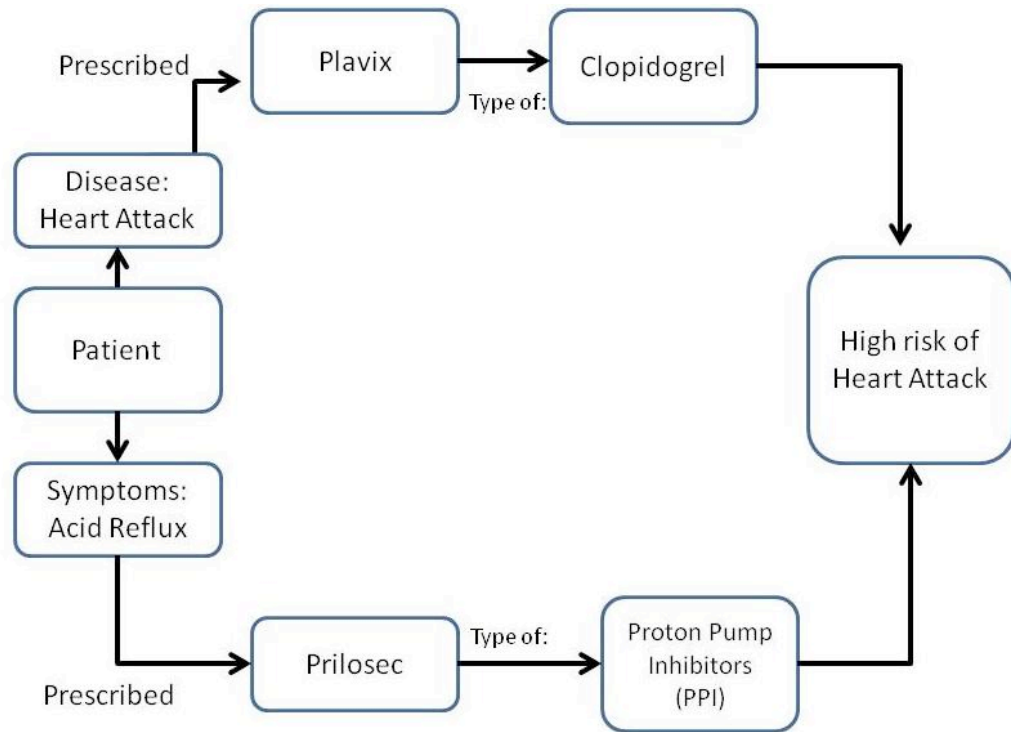 Prescribed
Plavix
Type of:
Clopidogrel
Disease:
Heart Attack
Patient
High risk of
Heart Attack
Symptoms:
Acid Reflux
Prescribed
Prilosec
Type of:
Proton Pump
Inhibitors
(PPI)